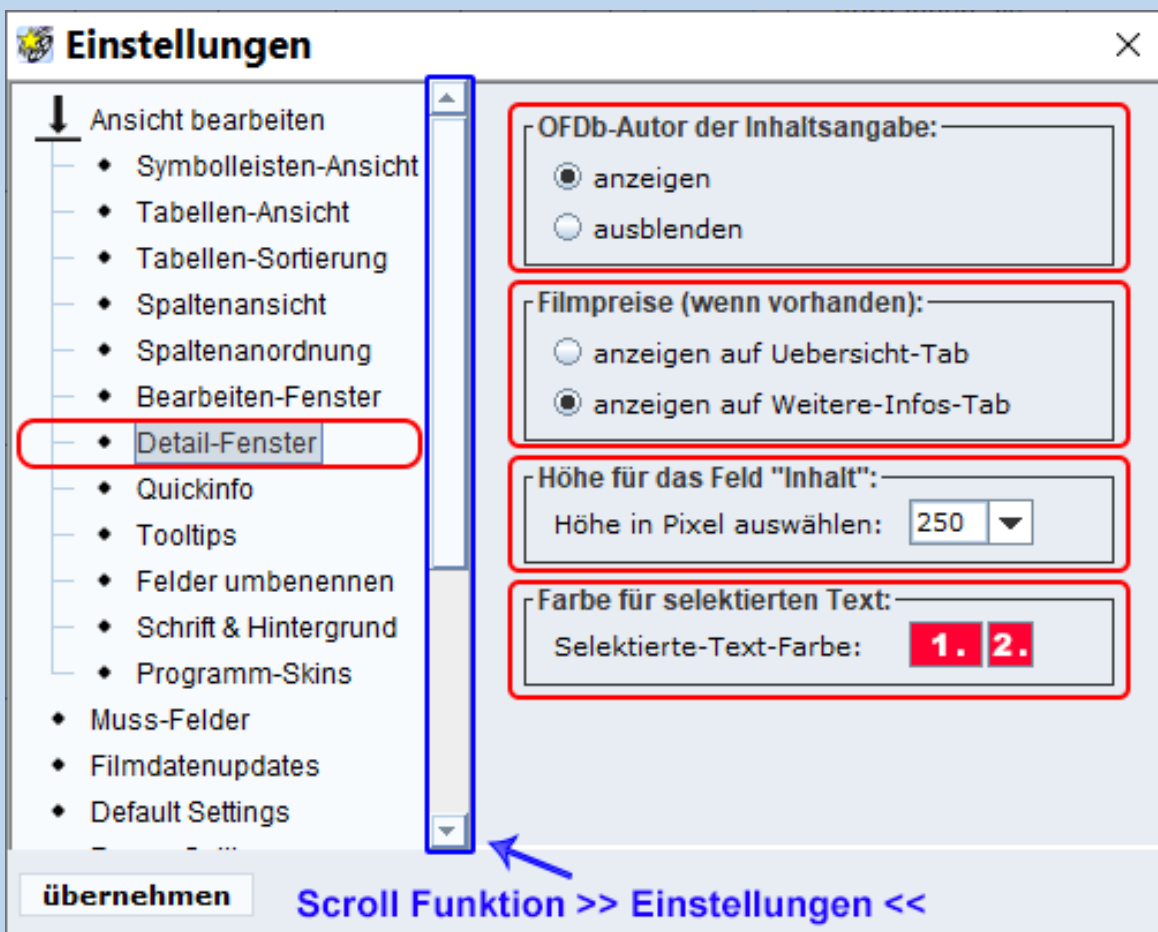 Einstellungen
Ansicht bearbeiten
Symbolleisten-Ansicht
Tabellen-Ansicht
Tabellen-Sortierung
Spaltenansicht
Spaltenanordnung
Bearbeiten-Fenster
Detail-Fenster
Quickinfo
Tooltips
Felder umbenennen
Schrift & Hintergrund
Programm-Skins
Muss-Felder
Filmdatenupdates
Default Settings
OFDb-Autor der Inhaltsangabe:
anzeigen
ausblenden
Filmpreise (wenn vorhanden):
anzeigen auf Uebersicht-Tab
anzeigen auf Weitere-Infos-Tab
Höhe für das Feld "Inhalt":
Höhe in Pixel auswählen: 250
Farbe für selektierten Text:
Selektierte-Text-Farbe: 1. 2.
übernehmen
Scroll Funktion >> Einstellungen <<